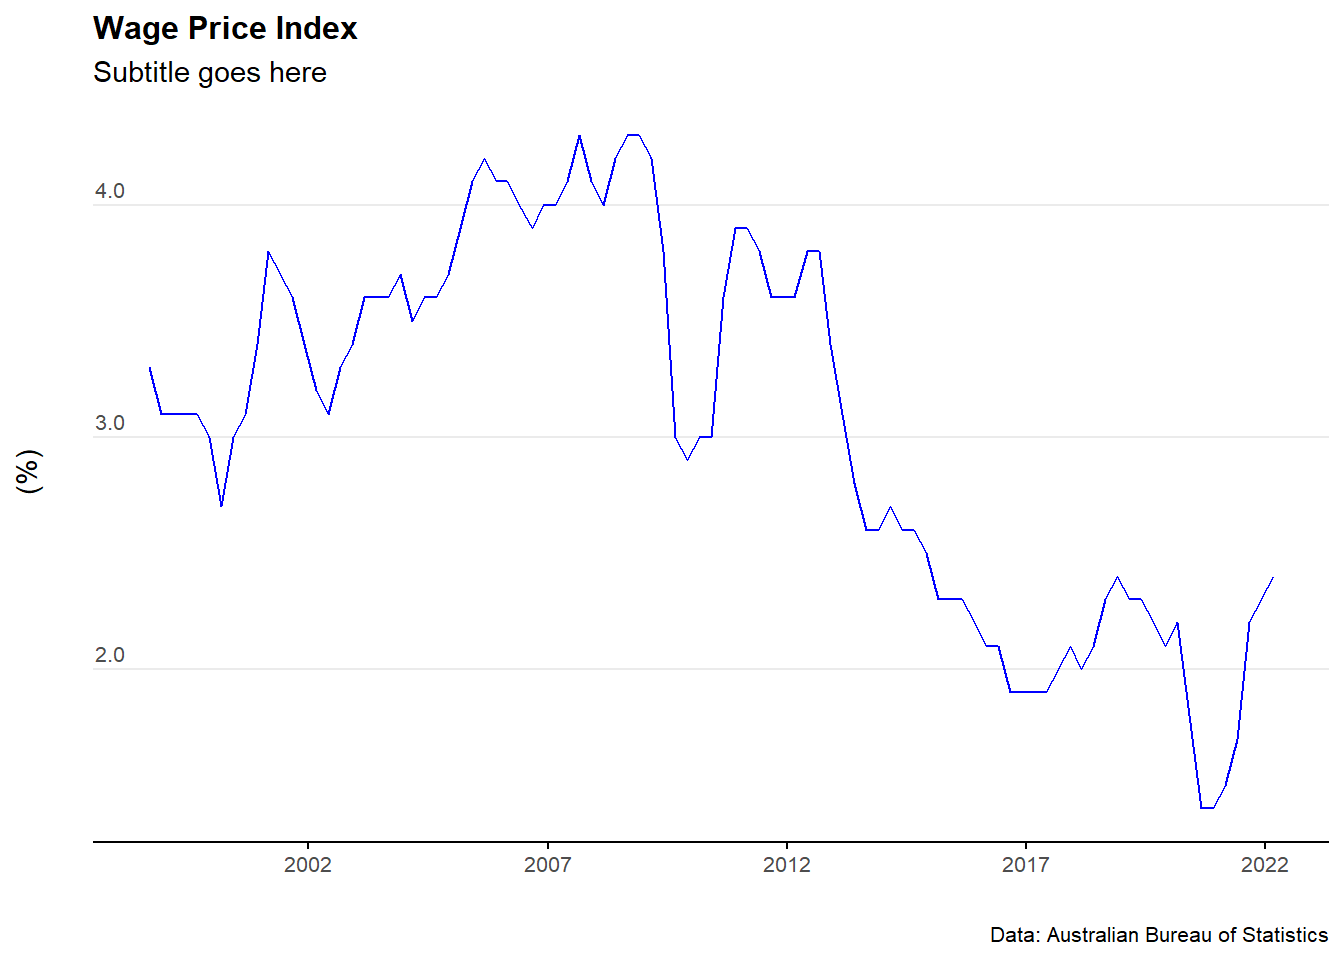 Wage Price Index
Subtitle goes here
4.0
3.0
(%)
2.0
2002 2007 2012 2017 2022
Data: Australian Bureau of Statistics